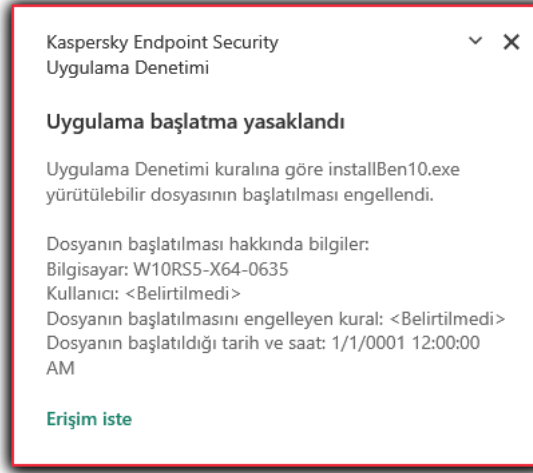 Kaspersky Endpoint Security
Uygulama Denetimi
Uygulama başlatma yasaklandı
Uygulama Denetimi kuralına göre installBen10.exe
yürütülebilir dosyasının başlatılması engellendi.
Dosyanın başlatılması hakkında bilgiler:
Bilgisayar: W10RS5-X64-0635
Kullanıcı: <Belirtilmedi>
Dosyanın başlatılmasını engelleyen kural: <Belirtilmedi>
Dosyanın başlatıldığı tarih ve saat: 1/1/0001 12:00:00
AM
Erişim iste